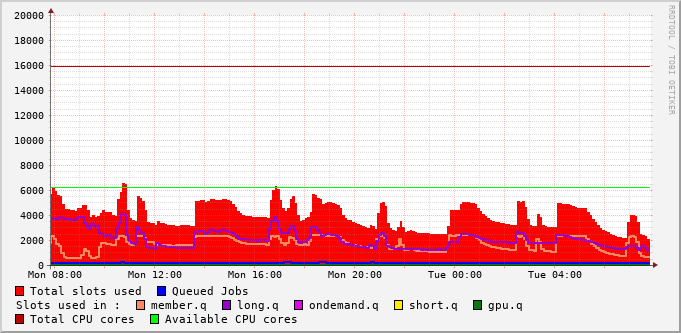 20000
18000
16000
14000
12000
10000
8000
6000
4000
2000
0
Mon 08:00 Mon 12:00 Mon 16:00 Mon 20:00 Tue 00:00 Tue 04:00
RRDTOOL / TOBI OETIKER
Total slots used Queued Jobs
Slots used in : member.q long.q ondemand.q short.q gpu.q
Total CPU cores Available CPU cores